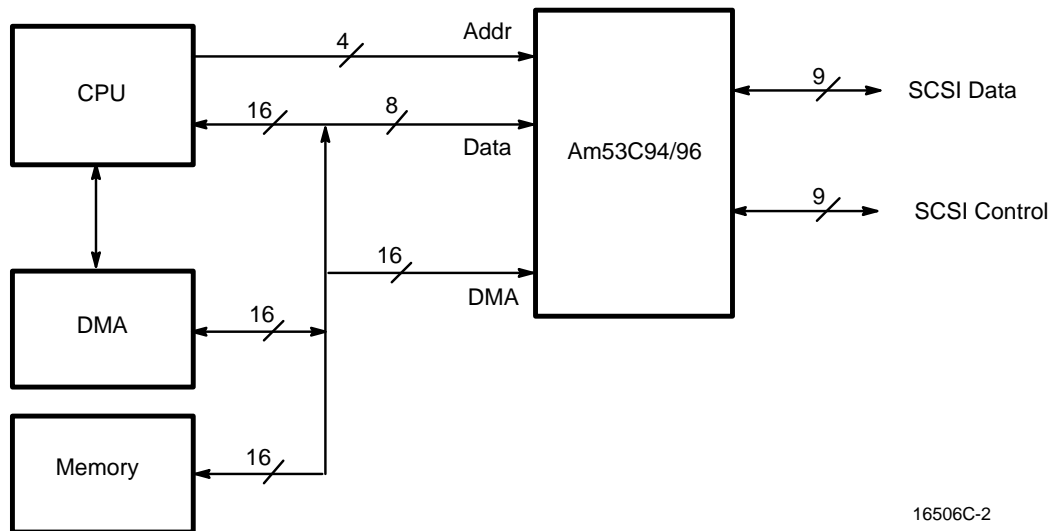 4
Addr
CPU
16
8
Data
Am53C94/96
9
SCSI Data
9
SCSI Control
16
DMA
DMA
16
Memory
16
16506C-2